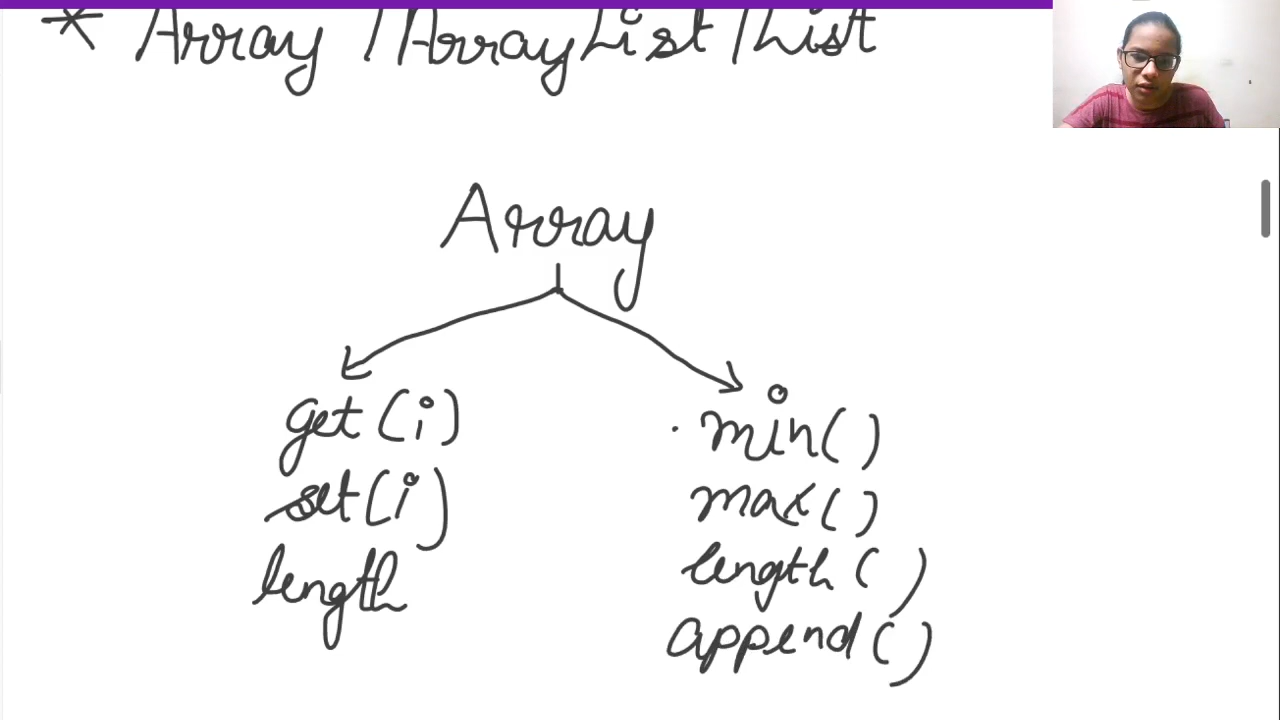 * Array / ArrayList / List
Array
get (i)
set (i)
length
. min ( )
max ( )
length ( )
append ( )